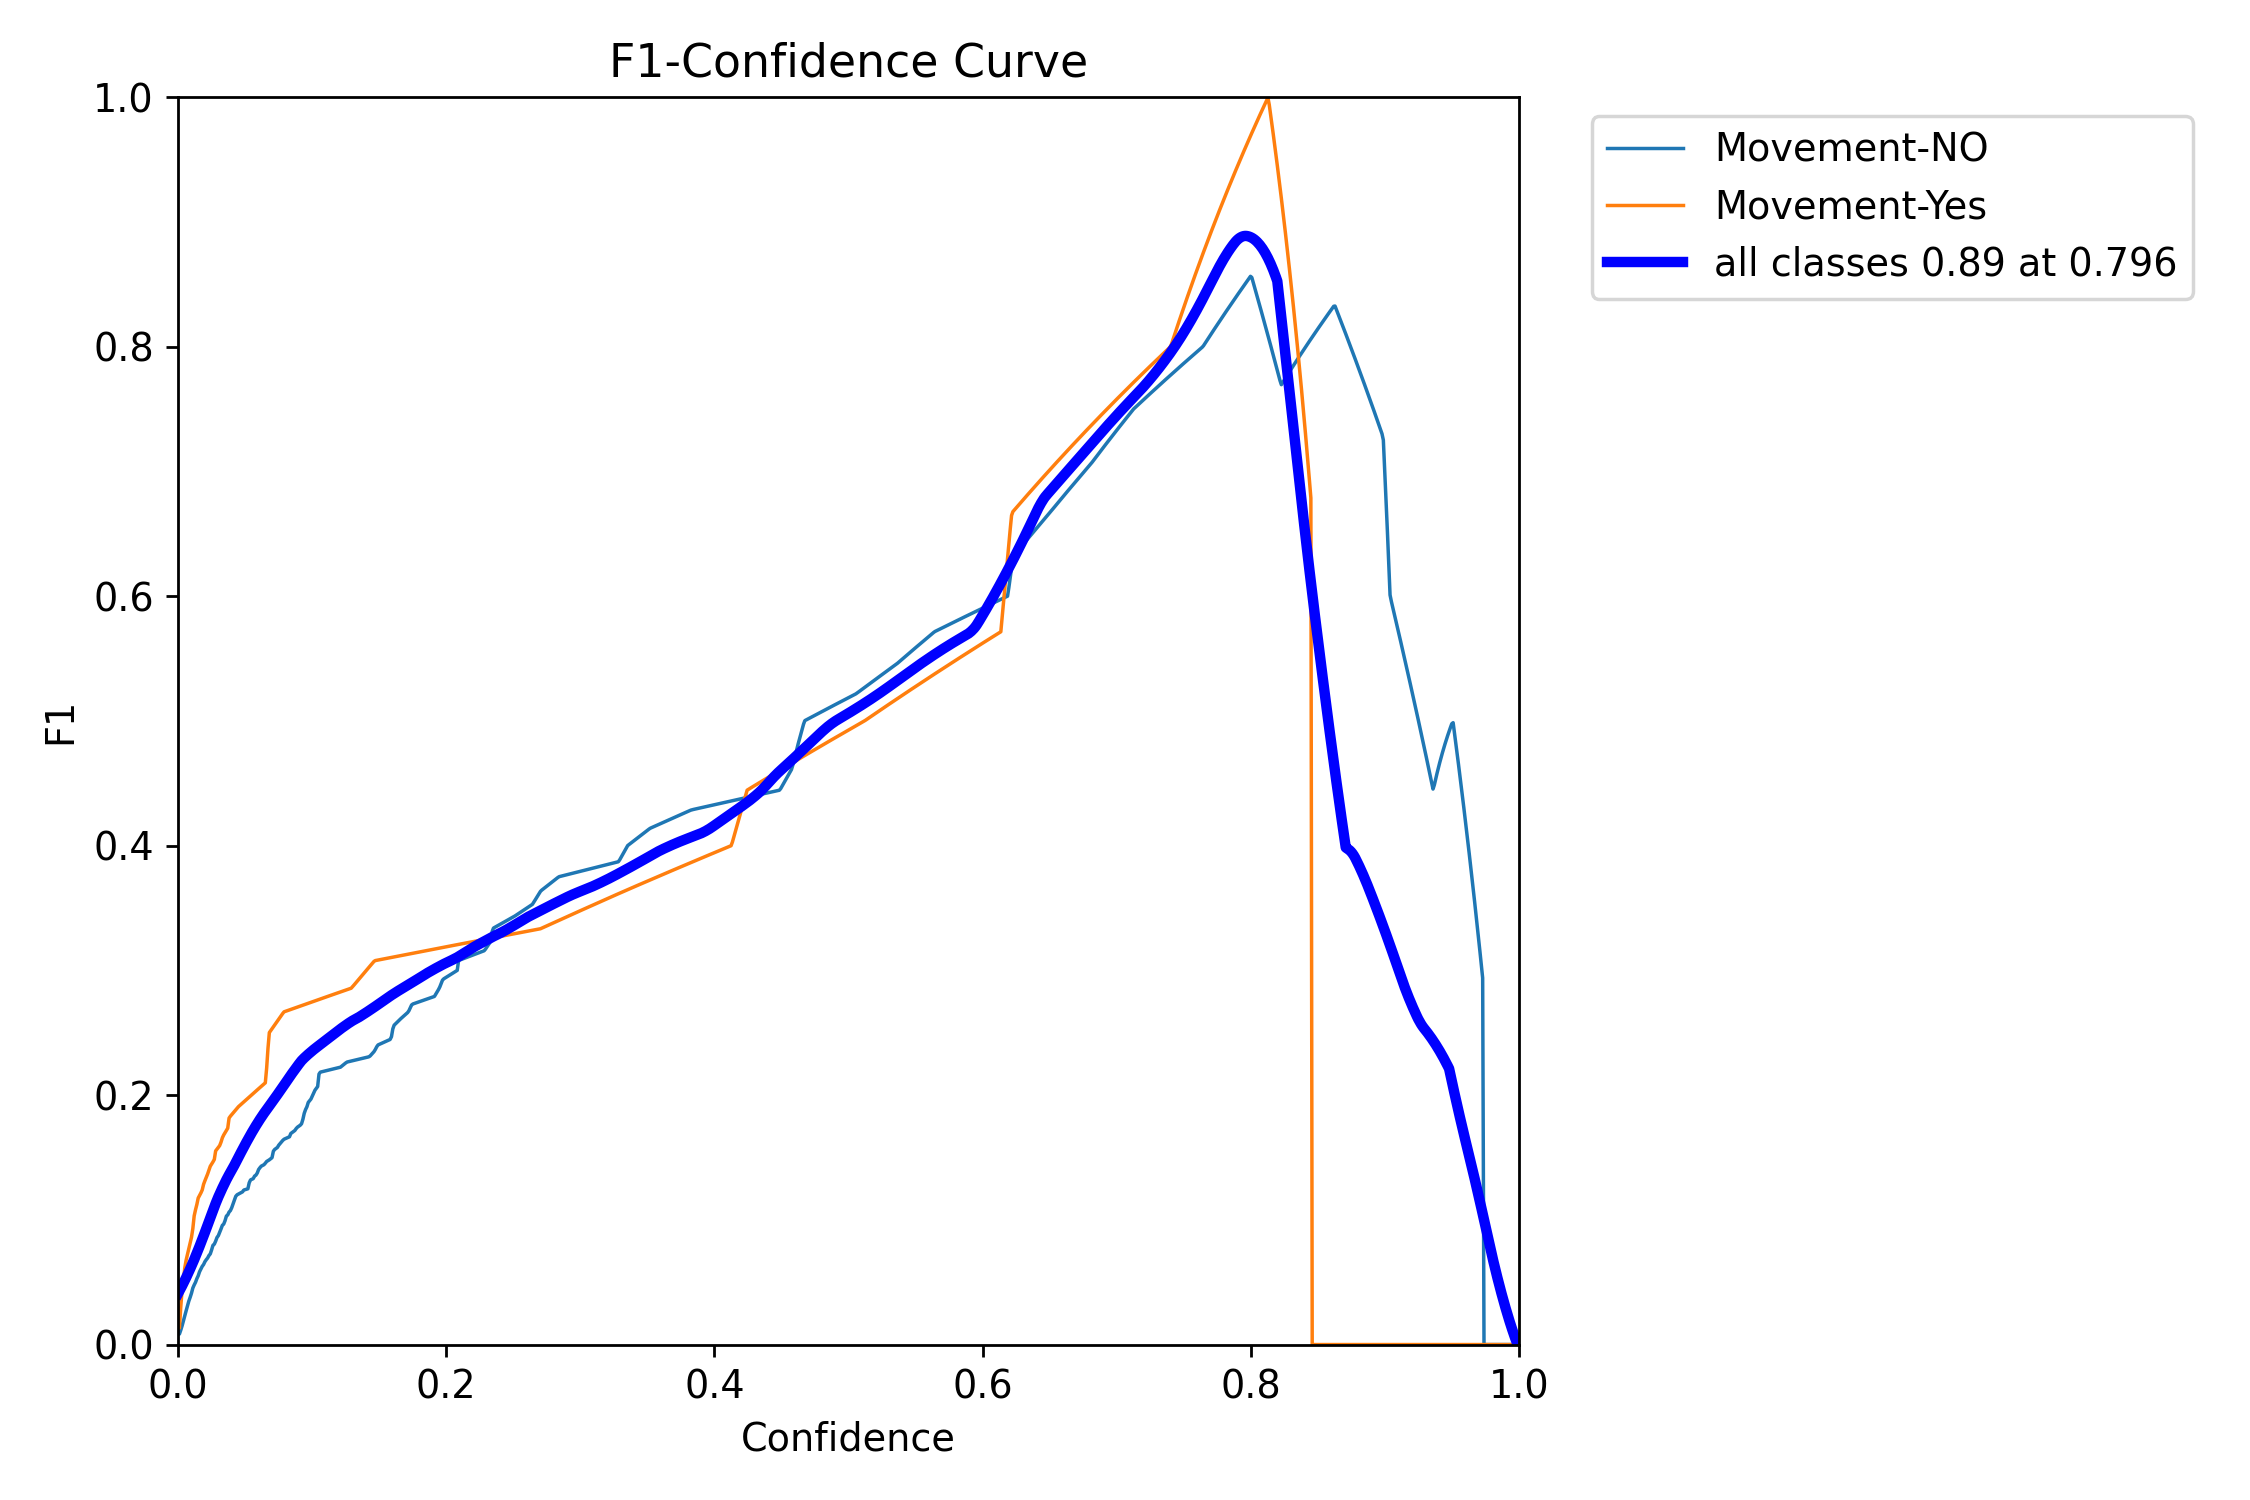 F1-Confidence Curve
1.0
0.8
0.6
0.4
0.2
0.0
F1
0.0 0.2 0.4 0.6 0.8 1.0
Confidence
Movement-NO
Movement-Yes
all classes 0.89 at 0.796